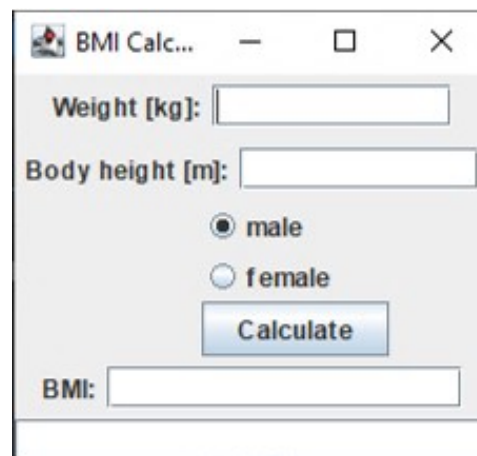 BMI Calc...
Weight [kg]:
Body height [m]:
male
female
Calculate
BMI: